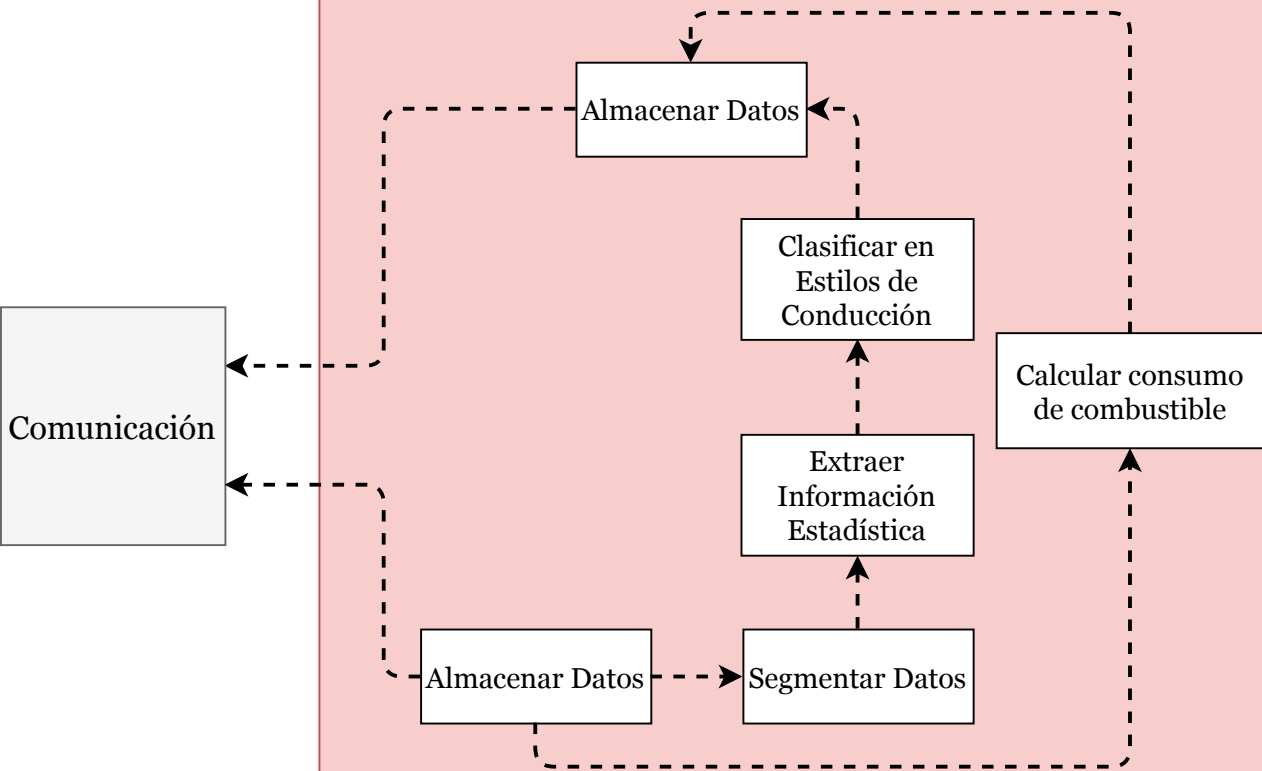 Almacenar Datos
Clasificar en
Estilos de
Conducción
Calcular consumo
de combustible
Comunicación
Extraer
Información
Estadística
Almacenar Datos
Segmentar Datos